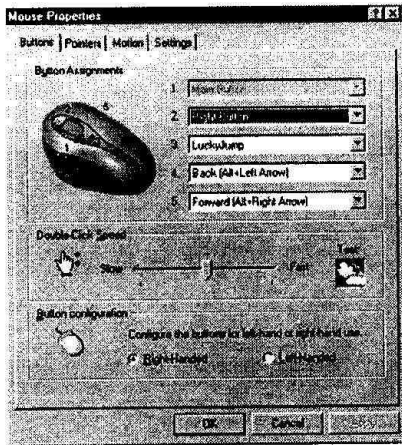 Mouse Properties
Buttons Pointers Motion Settings
Button Assignments
5
1 Main Button
2 Right Button
3 LuckyJump
1
4 Back (Alt+Left Arrow)
5 Forward (Alt+Right Arrow)
Double-Click Speed
Test
Slow Fast
Button configuration
Configure the buttons for left-hand or right-hand use.
Right-Handed Left-Handed
OK Cancel